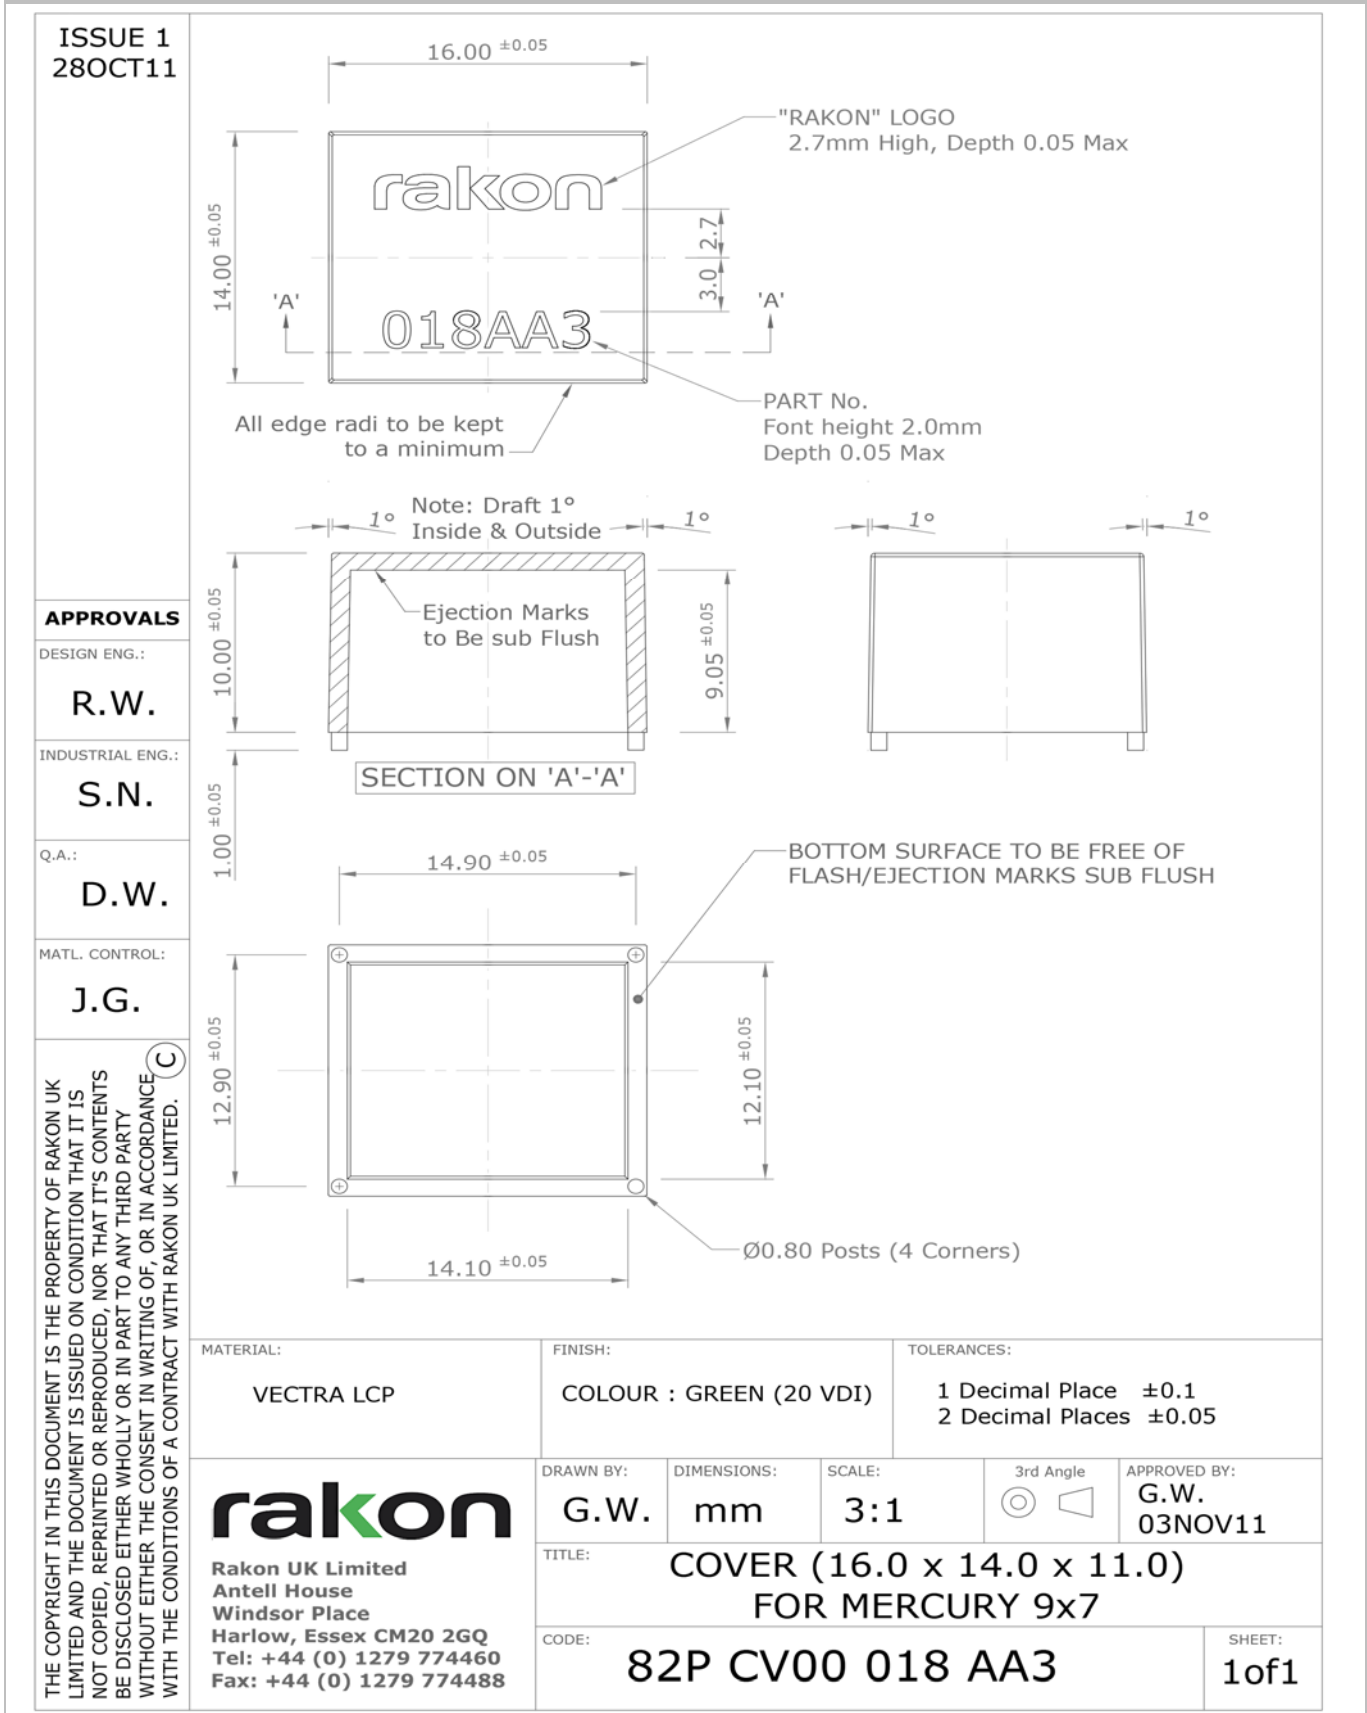 ISSUE 1
28OCT11
16.00 ±0.05
"RAKON" LOGO
2.7mm High, Depth 0.05 Max
rakon
14.00 ±0.05
2.7
3.0
'A'
'A'
018AA3
PART No.
Font height 2.0mm
Depth 0.05 Max
All edge radi to be kept
to a minimum
Note: Draft 1°
Inside & Outside
1°
1°
1°
1°
10.00 ±0.05
Ejection Marks
to Be sub Flush
9.05 ±0.05
SECTION ON 'A'-'A'
1.00 ±0.05
14.90 ±0.05
BOTTOM SURFACE TO BE FREE OF
FLASH/EJECTION MARKS SUB FLUSH
12.90 ±0.05
12.10 ±0.05
Ø0.80 Posts (4 Corners)
14.10 ±0.05
APPROVALS
DESIGN ENG.:
R.W.
INDUSTRIAL ENG.:
S.N.
Q.A.:
D.W.
MATL. CONTROL:
J.G.
C
THE COPYRIGHT IN THIS DOCUMENT IS THE PROPERTY OF RAKON UK
LIMITED AND THE DOCUMENT IS ISSUED ON CONDITION THAT IT IS
NOT COPIED, REPRINTED OR REPRODUCED, NOR THAT IT'S CONTENTS
BE DISCLOSED EITHER WHOLLY OR IN PART TO ANY THIRD PARTY
WITHOUT EITHER THE CONSENT IN WRITING OF, OR IN ACCORDANCE
WITH THE CONDITIONS OF A CONTRACT WITH RAKON UK LIMITED.
MATERIAL:
VECTRA LCP
FINISH:
COLOUR : GREEN (20 VDI)
TOLERANCES:
1 Decimal Place ±0.1
2 Decimal Places ±0.05
rakon
Rakon UK Limited
Antell House
Windsor Place
Harlow, Essex CM20 2GQ
Tel: +44 (0) 1279 774460
Fax: +44 (0) 1279 774488
DRAWN BY:
G.W.
DIMENSIONS:
mm
SCALE:
3:1
3rd Angle
APPROVED BY:
G.W.
03NOV11
TITLE:
COVER (16.0 x 14.0 x 11.0)
FOR MERCURY 9x7
CODE:
82P CV00 018 AA3
SHEET:
1of1